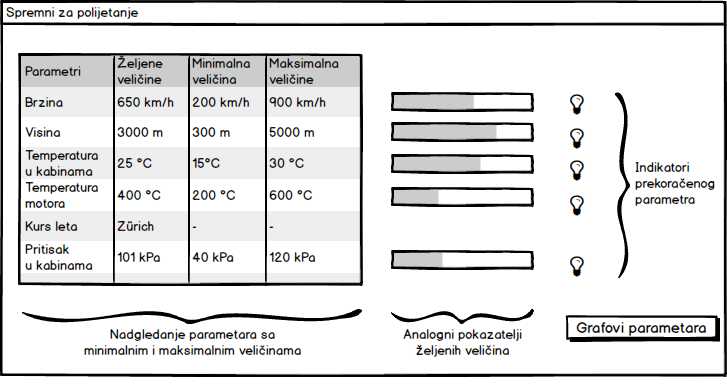 Spremni za polijetanje
Parametri Željene veličine Minimalna veličina Maksimalna veličine
Brzina 650 km/h 200 km/h 900 km/h
Visina 3000 m 300 m 5000 m
Temperatura u kabinama 25 °C 15°C 30 °C
Temperatura motora 400 °C 200 °C 600 °C
Kurs leta Zürich - -
Pritisak u kabinama 101 kPa 40 kPa 120 kPa
Indikatori
prekoračenog
parametra
Nadgledanje parametara sa
minimalnim i maksimalnim veličinama
Analogni pokazatelji
željenih veličina
Grafovi parametara